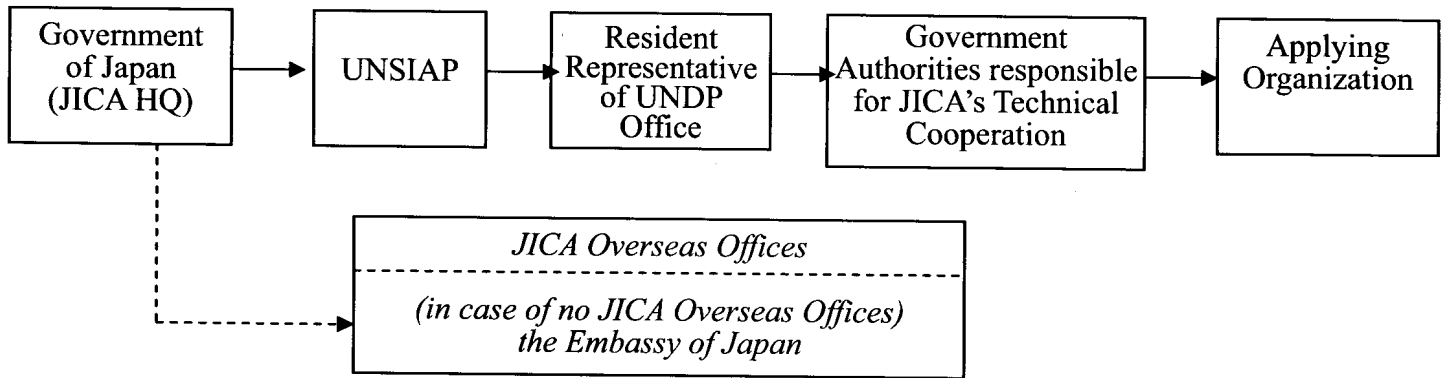 Government
of Japan
(JICA HQ)
UNSIAP
Resident
Representative
of UNDP
Office
Government
Authorities responsible
for JICA's Technical
Cooperation
Applying
Organization
JICA Overseas Offices
(in case of no JICA Overseas Offices)
the Embassy of Japan